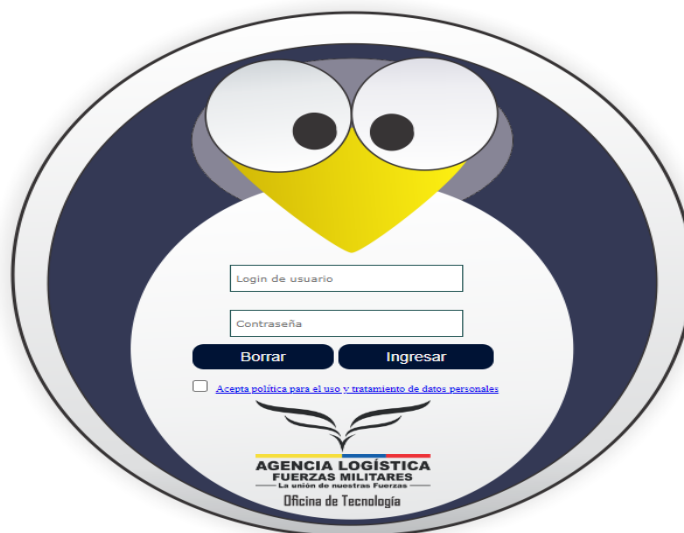 Login de usuario
Contraseña
Borrar Ingresar
Acepta política para el uso y tratamiento de datos personales
AGENCIA LOGÍSTICA
FUERZAS MILITARES
La unión de nuestras Fuerzas
Oficina de Tecnología